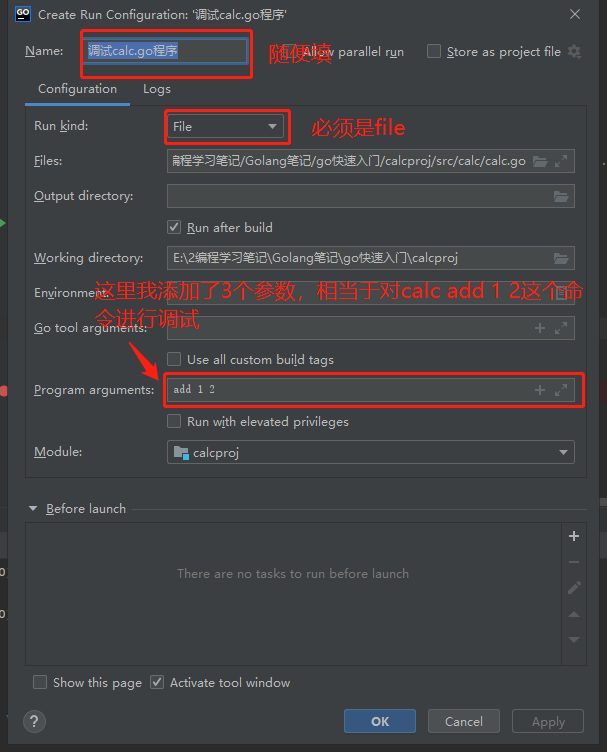 GO Create Run Configuration: '调试calc.go程序'
Name: 调试calc.go程序 随便填 Allow parallel run Store as project file
Configuration Logs
Run kind: File 必须是file
Files: 编程学习笔记/Golang笔记/go快速入门/calcproj/src/calc/calc.go
Output directory:
Run after build
Working directory: E:\2编程学习笔记\Golang笔记\go快速入门\calcproj
这里我添加了3个参数，相当于对calc add 1 2这个命
Environment:
令进行调试
Go tool arguments:
Use all custom build tags
Program arguments: add 1 2
Run with elevated privileges
Module: calcproj
Before launch
There are no tasks to run before launch
Show this page Activate tool window
? OK Cancel Apply